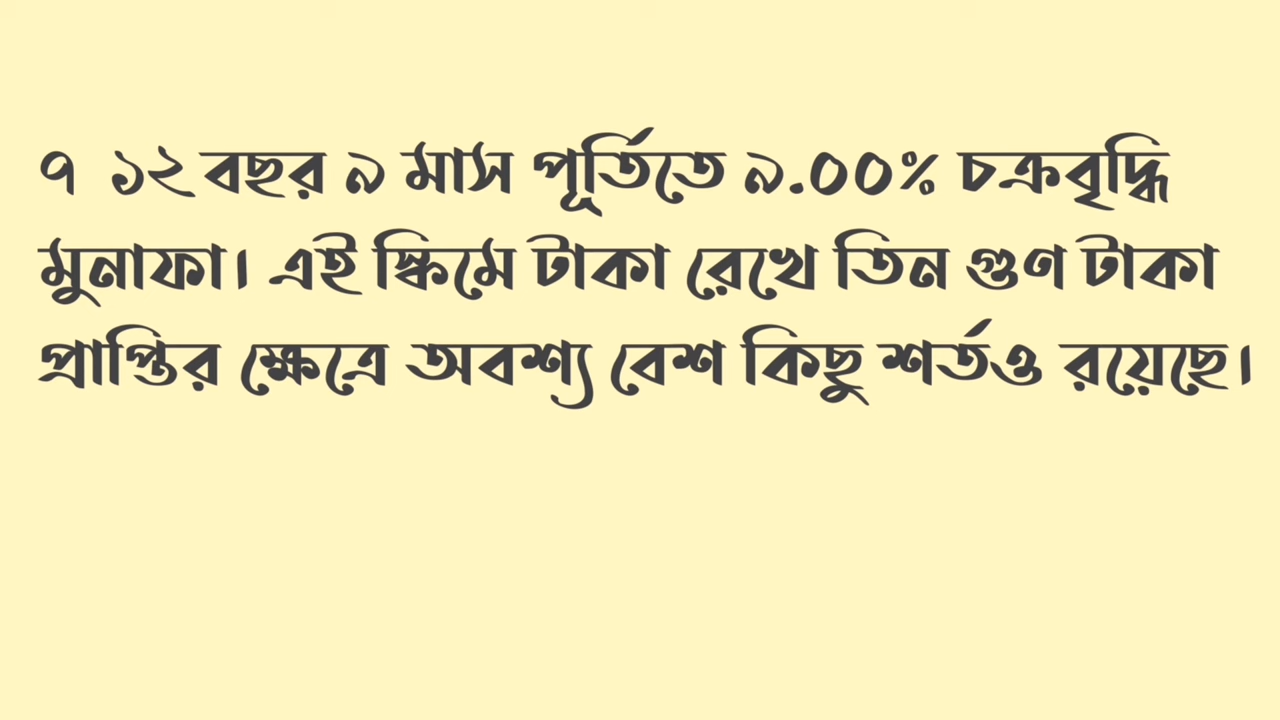 ৭ ১২ বছর ৯ মাস পূর্তিতে ৯.০০% চক্রবৃদ্ধি
মুনাফা। এই স্কিমে টাকা রেখে তিন গুণ টাকা
প্রাপ্তির ক্ষেত্রে অবশ্য বেশ কিছু শর্তও রয়েছে।